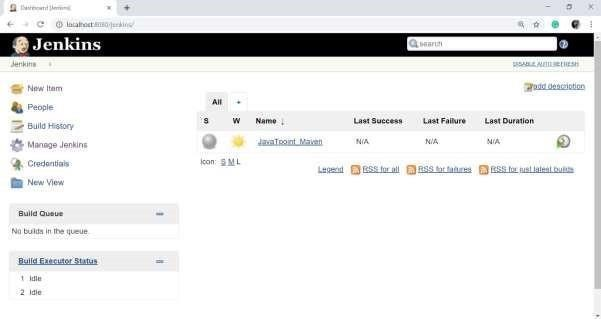 Dashboard [Jenkins]
localhost:8080/jenkins/
Jenkins
search
Jenkins
DISABLE AUTO REFRESH
New Item
People
Build History
Manage Jenkins
Credentials
New View
add description
All +
S W Name ↓ Last Success Last Failure Last Duration
JavaTpoint_Maven N/A N/A N/A
Icon: S M L
Legend RSS for all RSS for failures RSS for just latest builds
Build Queue
No builds in the queue.
Build Executor Status
1 Idle
2 Idle